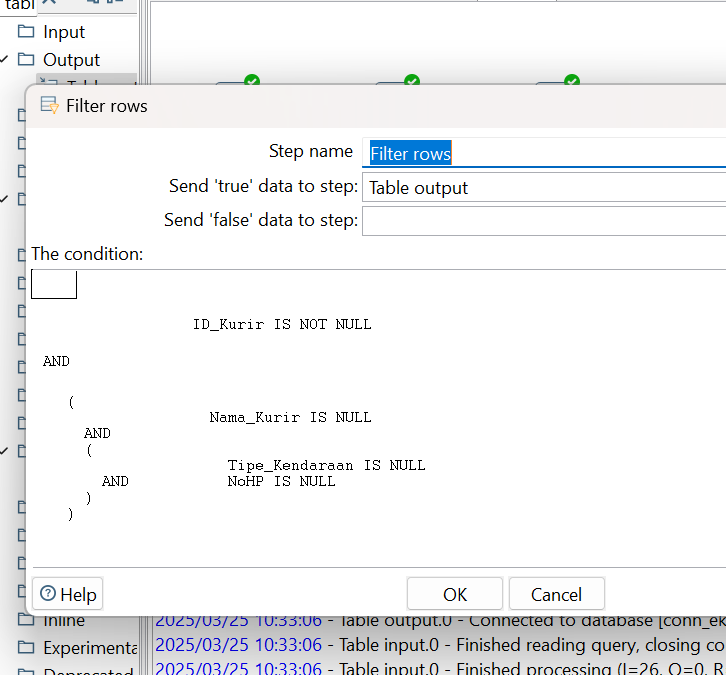 tabl
Input
Output
Filter rows
Step name Filter rows
Send 'true' data to step: Table output
Send 'false' data to step:
The condition:
ID_Kurir IS NOT NULL
AND
(
Nama_Kurir IS NULL
AND
(
Tipe_Kendaraan IS NULL
AND NoHP IS NULL
)
)
Help OK Cancel
Inline 2025/03/25 10:33:06 - Table output.0 - Connected to database [conn_ek
Experimenta 2025/03/25 10:33:06 - Table input.0 - Finished reading query, closing co
Deprecated 2025/03/25 10:33:06 - Table input.0 - Finished processing (I=26, O=0, R